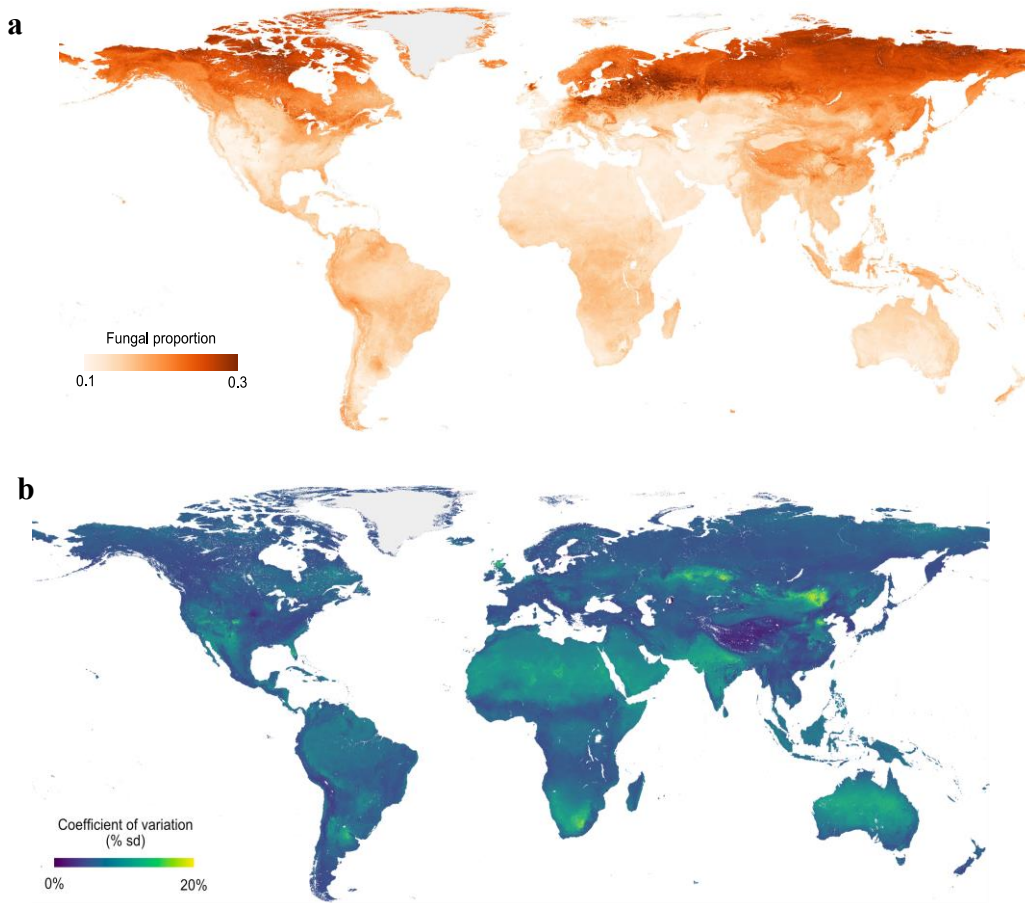 a
Fungal proportion
0.1
0.3
b
Coefficient of variation
(% sd)
0%
20%